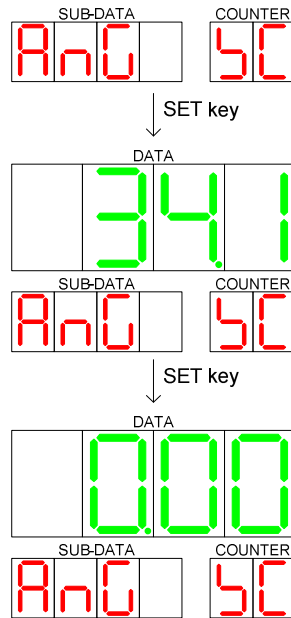 SUB-DATA COUNTER
AnG SC
SET key
DATA
34.1
SUB-DATA COUNTER
AnG SC
SET key
DATA
0.00
SUB-DATA COUNTER
AnG SC